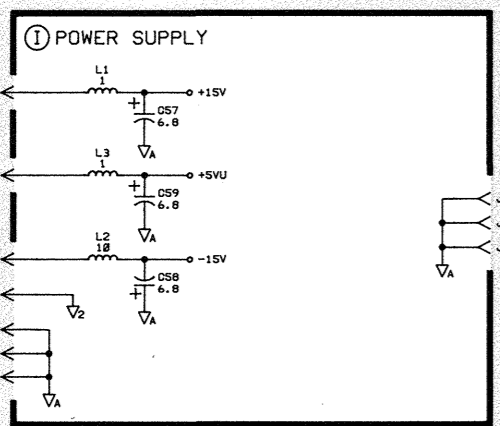 I POWER SUPPLY
L1
1
+15V
+
C57
6.8
A
L3
1
+5VU
+
C59
6.8
A
L2
10
-15V
C58
+
6.8
A
2
A
A